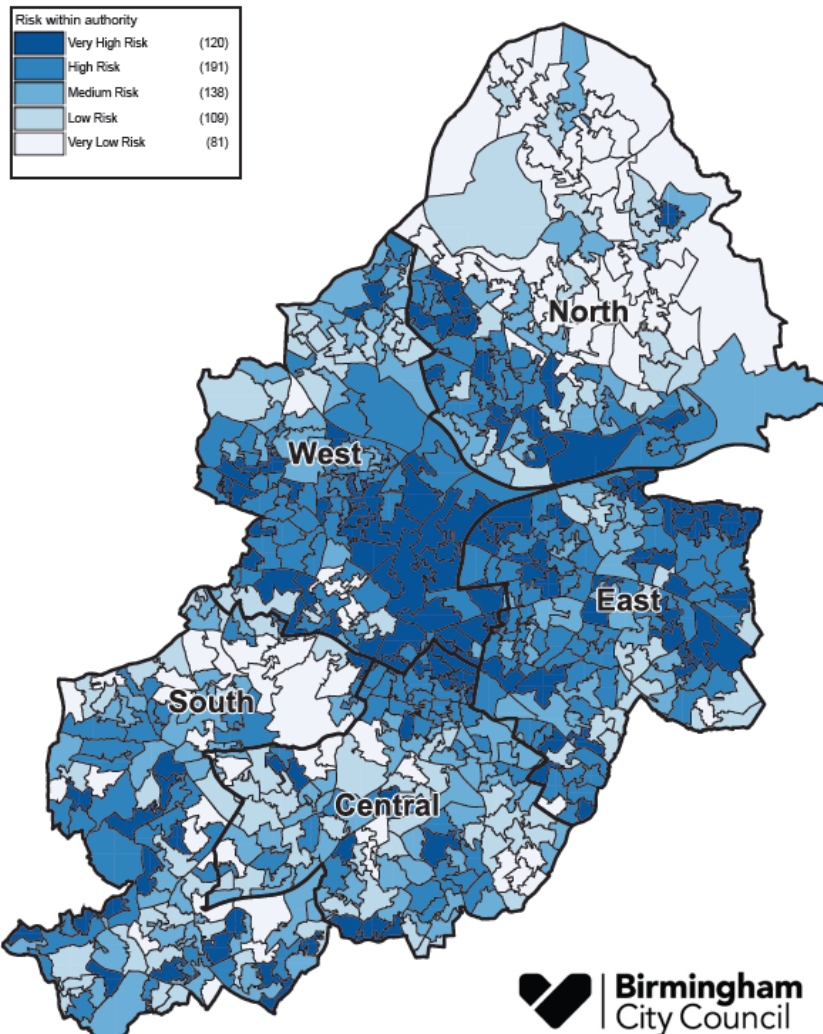 Risk within authority
Very High Risk (120)
High Risk (191)
Medium Risk (138)
Low Risk (109)
Very Low Risk (81)
North
West
East
South
Central
Birmingham
City Council